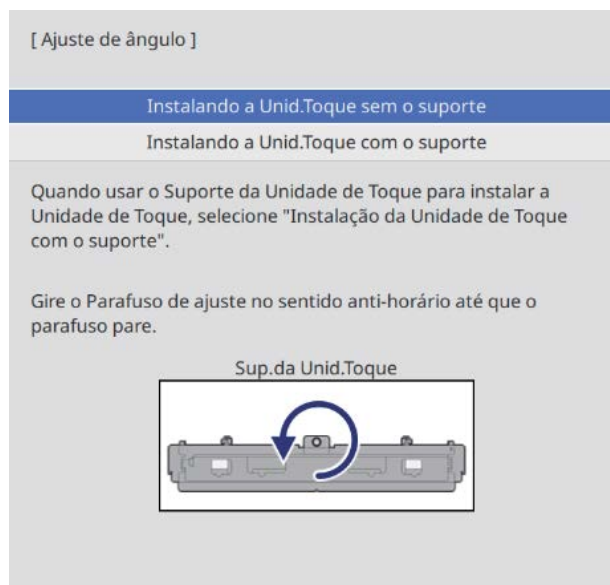 [ Ajuste de ângulo ]
Instalando a Unid.Toque sem o suporte
Instalando a Unid.Toque com o suporte
Quando usar o Suporte da Unidade de Toque para instalar a
Unidade de Toque, selecione "Instalação da Unidade de Toque
com o suporte".
Gire o Parafuso de ajuste no sentido anti-horário até que o
parafuso pare.
Sup.da Unid.Toque